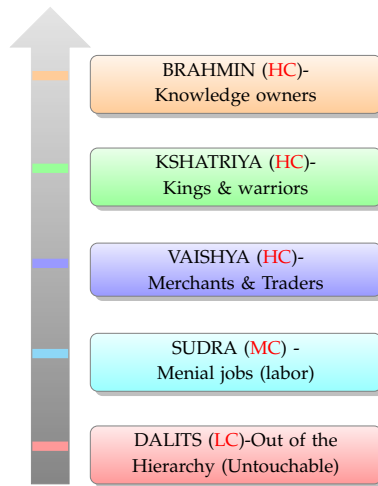 BRAHMIN (HC)-
Knowledge owners
KSHATRIYA (HC)-
Kings & warriors
VAISHYA (HC)-
Merchants & Traders
SUDRA (MC) -
Menial jobs (labor)
DALITS (LC)-Out of the
Hierarchy (Untouchable)